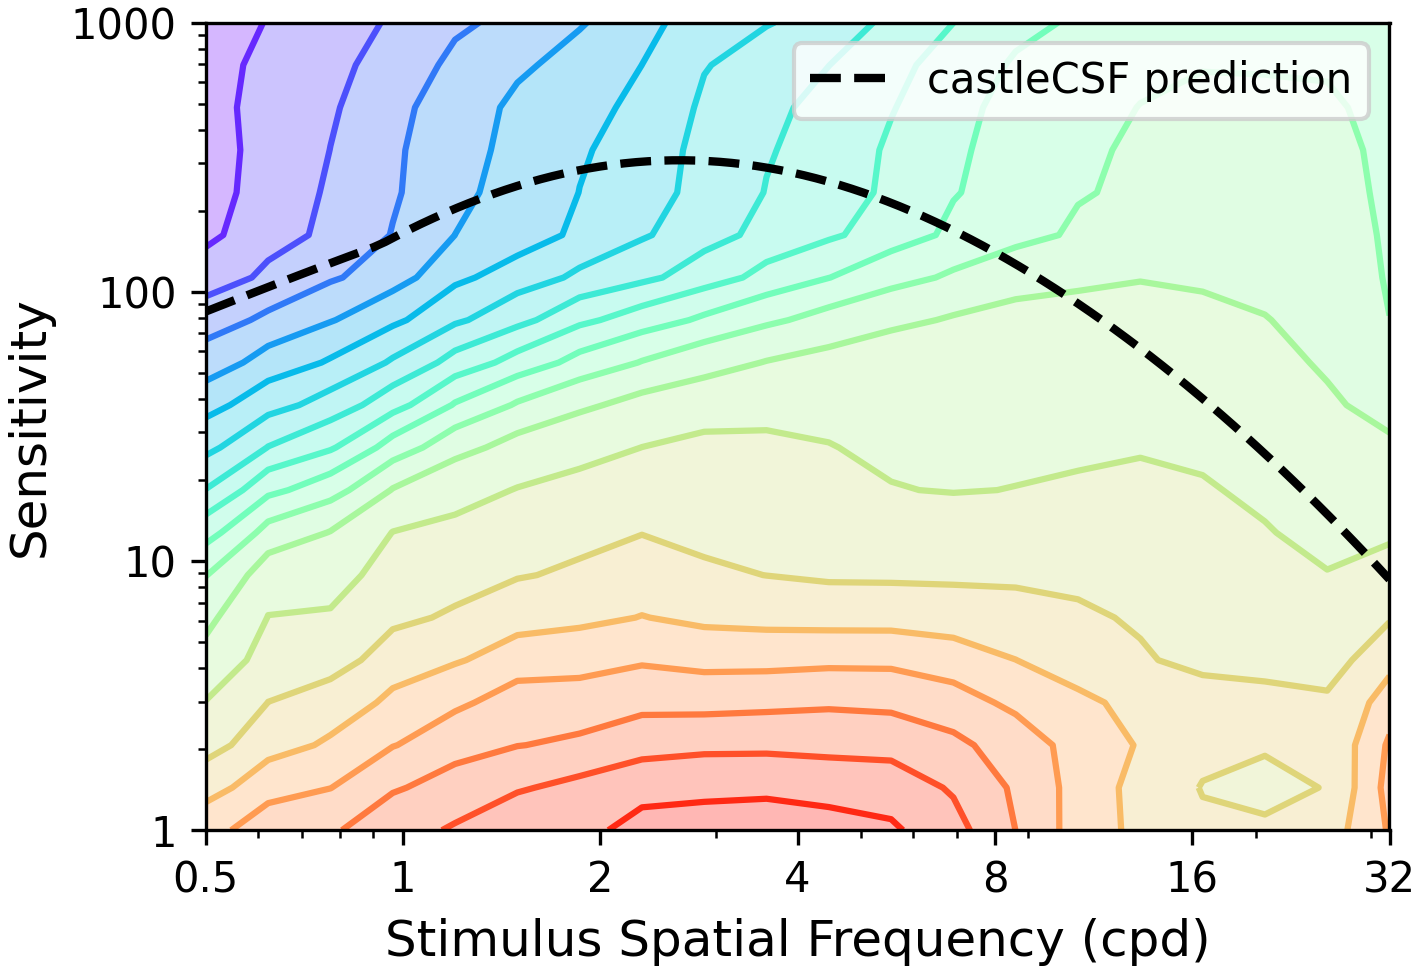 1000
castleCSF prediction
100
Sensitivity
10
1
0.5 1 2 4 8 16 32
Stimulus Spatial Frequency (cpd)